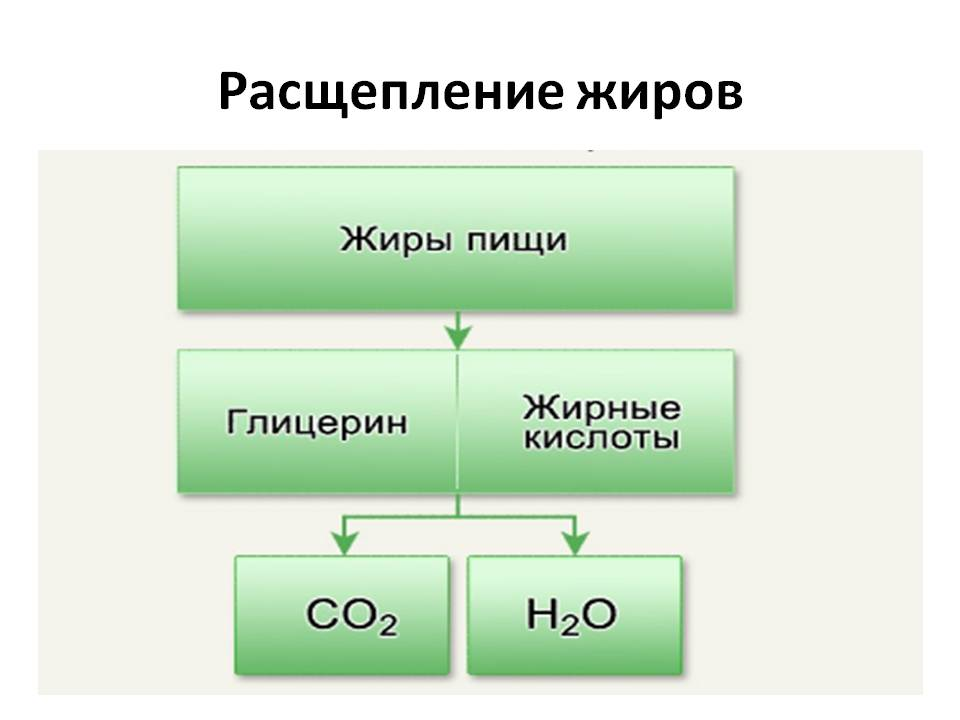 Расщепление жиров
Жиры пищи
Глицерин
Жирные
кислоты
CO₂
H₂O